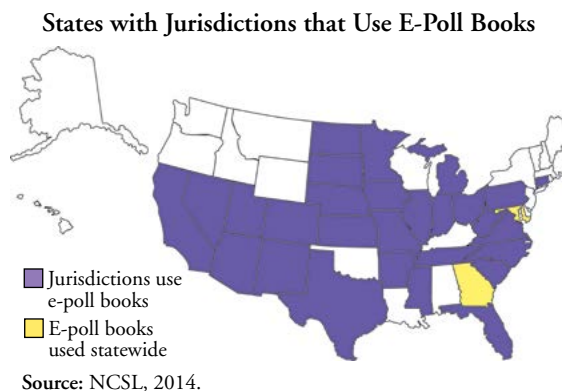 States with Jurisdictions that Use E-Poll Books
Jurisdictions use
e-poll books
E-poll books
used statewide
Source: NCSL, 2014.